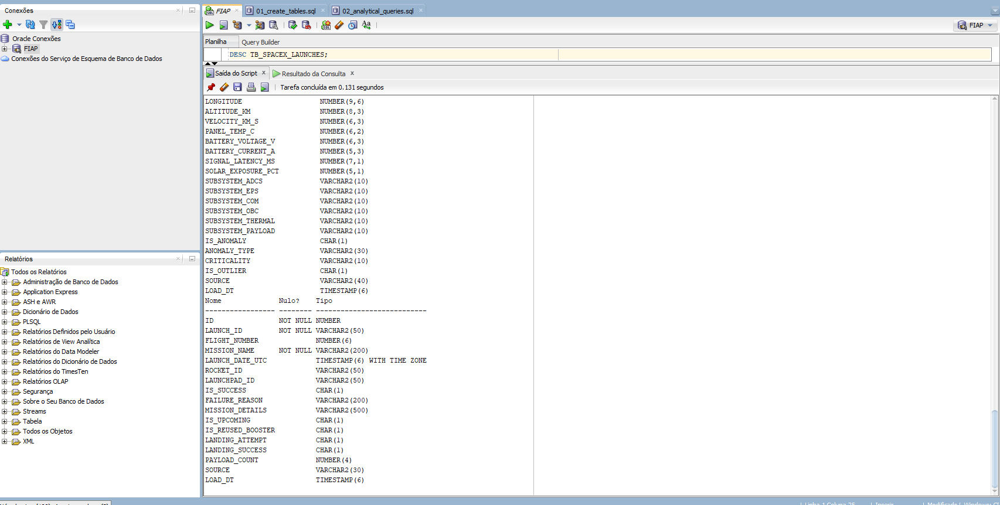 Conexões
Oracle Conexões
FIAP
Conexões do Serviço de Esquema de Banco de Dados
Relatórios
Todos os Relatórios
Administração de Banco de Dados
Application Express
ASH e AWR
Dicionário de Dados
PLSQL
Relatórios Definidos pelo Usuário
Relatórios de View Analítica
Relatórios do Data Modeler
Relatórios do Dicionário de Dados
Relatórios do TimesTen
Relatórios OLAP
Segurança
Sobre o Seu Banco de Dados
Streams
Tabela
Todos os Objetos
XML
FIAP 01_create_tables.sql 02_analytical_queries.sql
FIAP
Planilha Query Builder
DESC TB_SPACEX_LAUNCHES;
Saída do Script x Resultado da Consulta x
Tarefa concluída em 0.131 segundos
LONGITUDE NUMBER(9,6)
ALTITUDE_KM NUMBER(8,3)
VELOCITY_KM_S NUMBER(6,3)
PANEL_TEMP_C NUMBER(6,2)
BATTERY_VOLTAGE_V NUMBER(6,3)
BATTERY_CURRENT_A NUMBER(5,3)
SIGNAL_LATENCY_MS NUMBER(7,1)
SOLAR_EXPOSURE_PCT NUMBER(5,1)
SUBSYSTEM_ADCS VARCHAR2(10)
SUBSYSTEM_EPS VARCHAR2(10)
SUBSYSTEM_COM VARCHAR2(10)
SUBSYSTEM_OBC VARCHAR2(10)
SUBSYSTEM_THERMAL VARCHAR2(10)
SUBSYSTEM_PAYLOAD VARCHAR2(10)
IS_ANOMALY CHAR(1)
ANOMALY_TYPE VARCHAR2(30)
CRITICALITY VARCHAR2(10)
IS_OUTLIER CHAR(1)
SOURCE VARCHAR2(40)
LOAD_DT TIMESTAMP(6)
Nome Nulo? Tipo
----------------- -------- ---------------------------
ID NOT NULL NUMBER
LAUNCH_ID NOT NULL VARCHAR2(50)
FLIGHT_NUMBER NUMBER(6)
MISSION_NAME NOT NULL VARCHAR2(200)
LAUNCH_DATE_UTC TIMESTAMP(6) WITH TIME ZONE
ROCKET_ID VARCHAR2(50)
LAUNCHPAD_ID VARCHAR2(50)
IS_SUCCESS CHAR(1)
FAILURE_REASON VARCHAR2(200)
MISSION_DETAILS VARCHAR2(500)
IS_UPCOMING CHAR(1)
IS_REUSED_BOOSTER CHAR(1)
LANDING_ATTEMPT CHAR(1)
LANDING_SUCCESS CHAR(1)
PAYLOAD_COUNT NUMBER(4)
SOURCE VARCHAR2(30)
LOAD_DT TIMESTAMP(6)
Linha 1 Coluna 25 Inserir Modificado